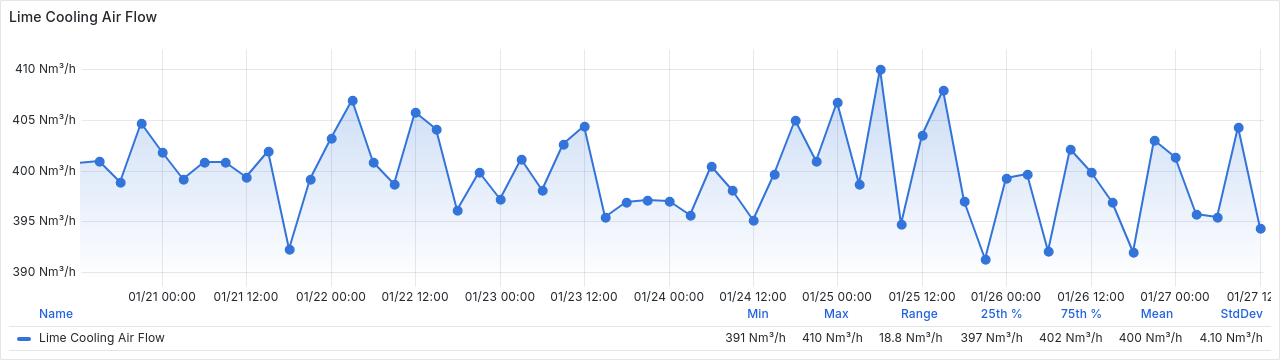 Lime Cooling Air Flow
410 Nm³/h
405 Nm³/h
400 Nm³/h
395 Nm³/h
390 Nm³/h
01/21 00:00 01/21 12:00 01/22 00:00 01/22 12:00 01/23 00:00 01/23 12:00 01/24 00:00 01/24 12:00 01/25 00:00 01/25 12:00 01/26 00:00 01/26 12:00 01/27 00:00 01/27 12
Name Min Max Range 25th % 75th % Mean StdDev
Lime Cooling Air Flow 391 Nm³/h 410 Nm³/h 18.8 Nm³/h 397 Nm³/h 402 Nm³/h 400 Nm³/h 4.10 Nm³/h